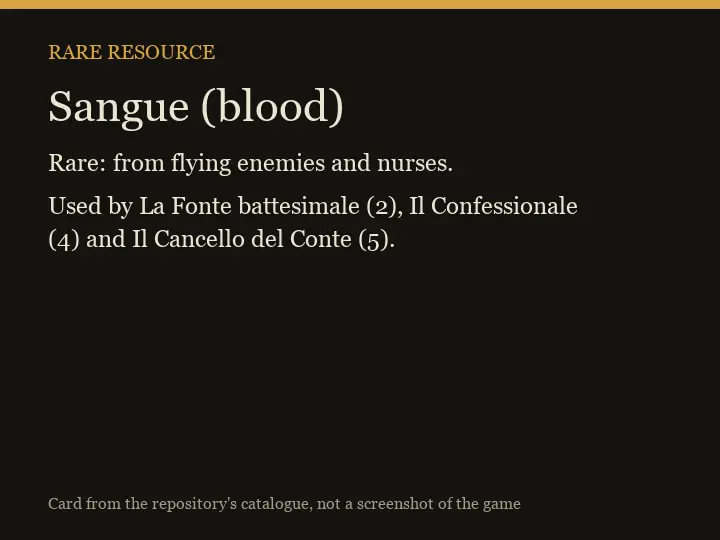 RARE RESOURCE
Sangue (blood)
Rare: from flying enemies and nurses.
Used by La Fonte battesimale (2), Il Confessionale
(4) and Il Cancello del Conte (5).
Card from the repository's catalogue, not a screenshot of the game